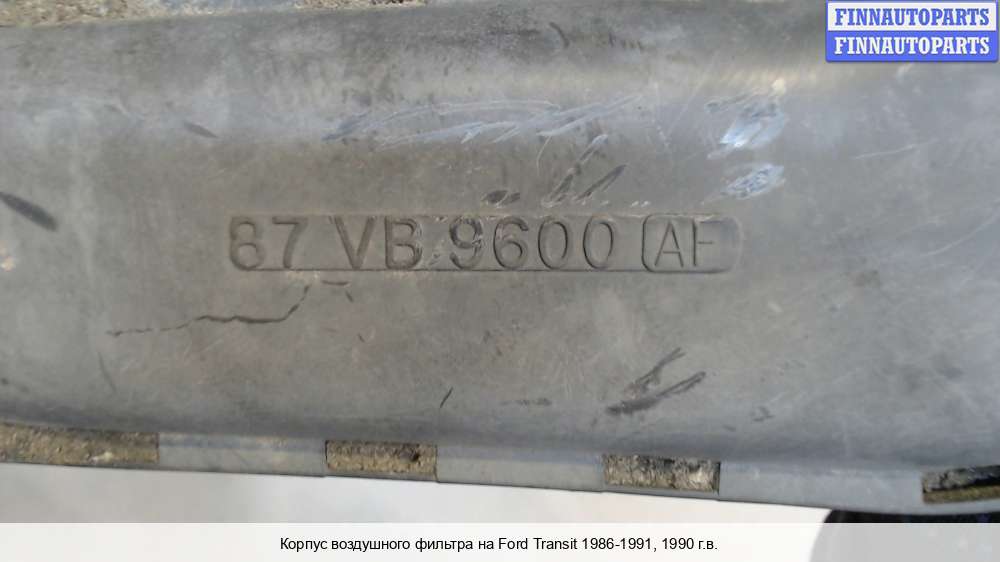 FINNAUTOPARTS
FINNAUTOPARTS
87 VB 9600 AF
Корпус воздушного фильтра на Ford Transit 1986-1991, 1990 г.в.